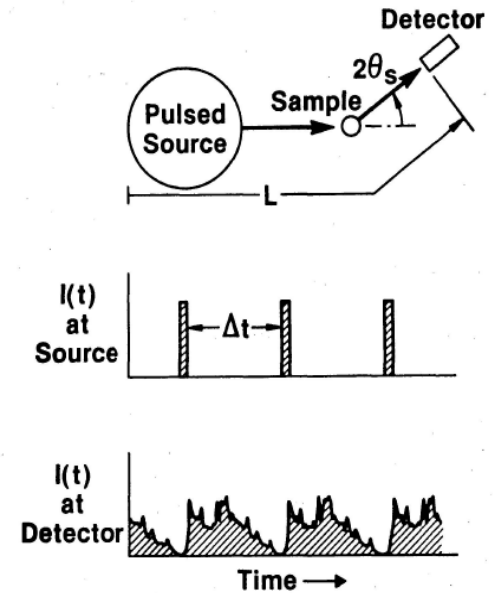 Detector
2θs
Sample
Pulsed
Source
L
I(t)
at
Source
Δt
I(t)
at
Detector
Time